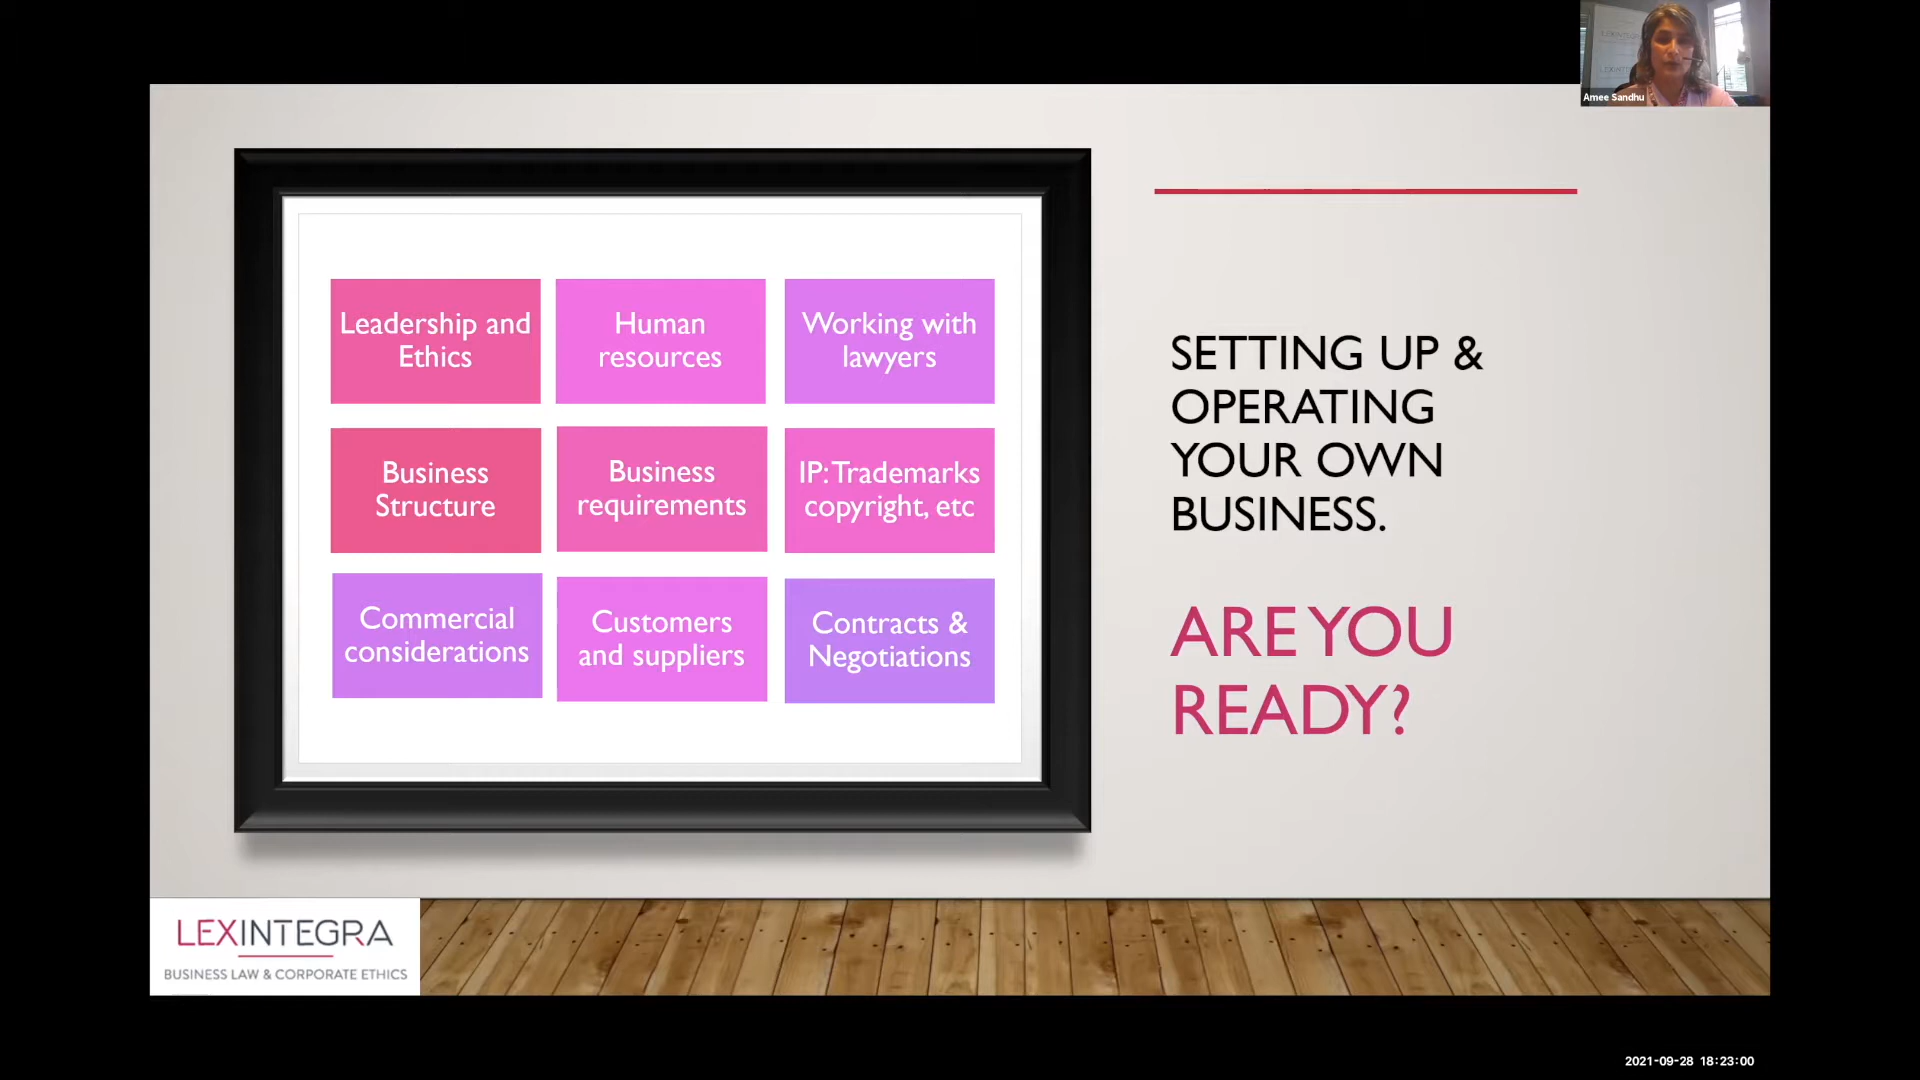 Amee Sandhu
Leadership and
Ethics
Human
resources
Working with
lawyers
Business
Structure
Business
requirements
IP: Trademarks
copyright, etc
Commercial
considerations
Customers
and suppliers
Contracts &
Negotiations
SETTING UP &
OPERATING
YOUR OWN
BUSINESS.
ARE YOU
READY?
LEXINTEGRA
BUSINESS LAW & CORPORATE ETHICS
2021-09-28 18:23:00